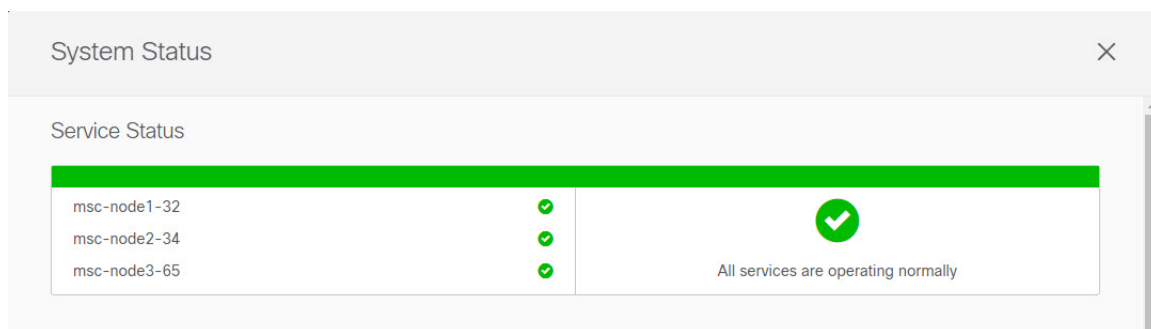 System Status
Service Status
msc-node1-32
msc-node2-34
msc-node3-65
All services are operating normally